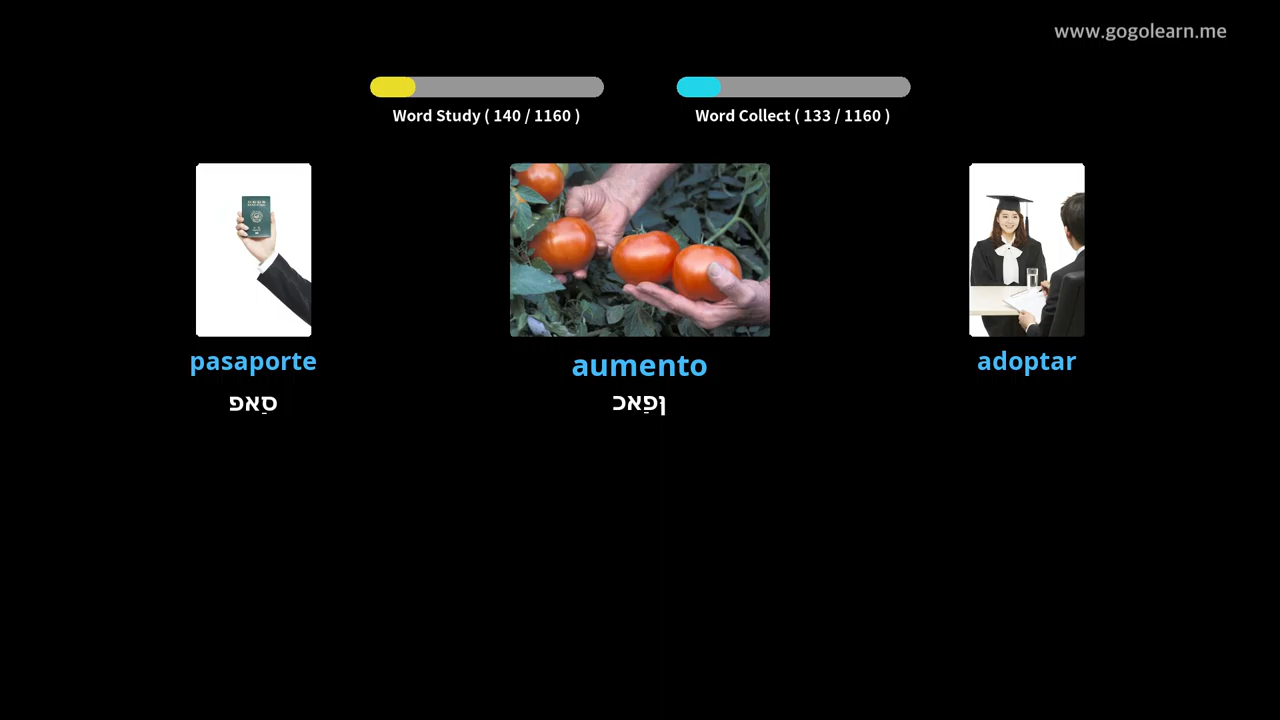 www.gogolearn.me
Word Study ( 140 / 1160 )
Word Collect ( 133 / 1160 )
pasaporte
aumento
adoptar
סַאפ
ןּפַאכ